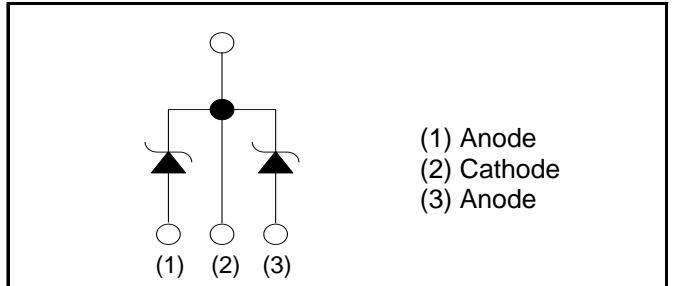 (1) Anode
(2) Cathode
(3) Anode
(1) (2) (3)